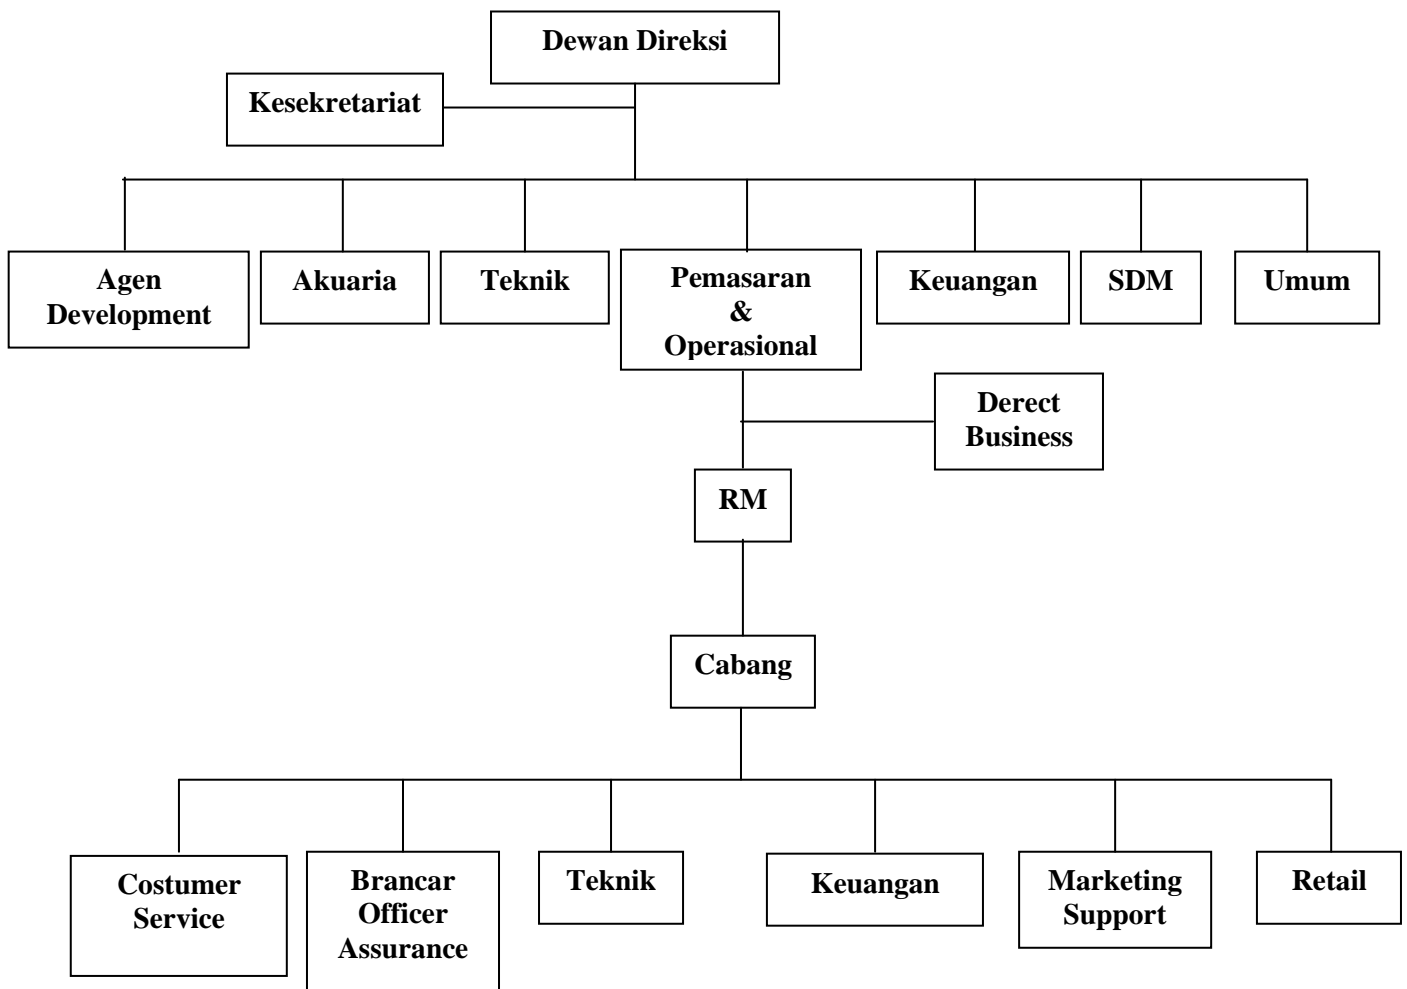 Dewan Direksi
Kesekretariat
Agen
Development
Akuaria
Teknik
Pemasaran
&
Operasional
Keuangan
SDM
Umum
Derect
Business
RM
Cabang
Costumer
Service
Brancar
Officer
Assurance
Teknik
Keuangan
Marketing
Support
Retail